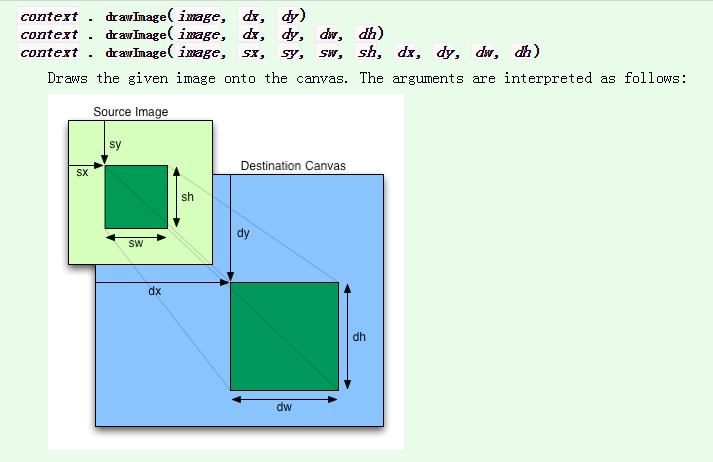 context . drawImage(image, dx, dy)
context . drawImage(image, dx, dy, dw, dh)
context . drawImage(image, sx, sy, sw, sh, dx, dy, dw, dh)
Draws the given image onto the canvas. The arguments are interpreted as follows:
Source Image
sy
sx
sh
sw
Destination Canvas
dy
dx
dh
dw